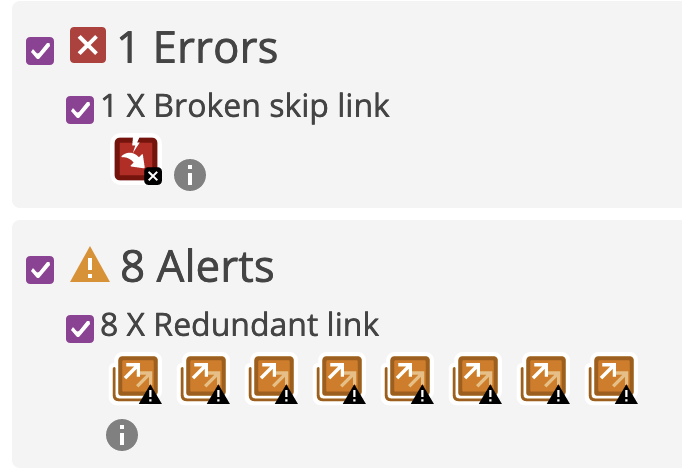 1 Errors
1 X Broken skip link
8 Alerts
8 X Redundant link